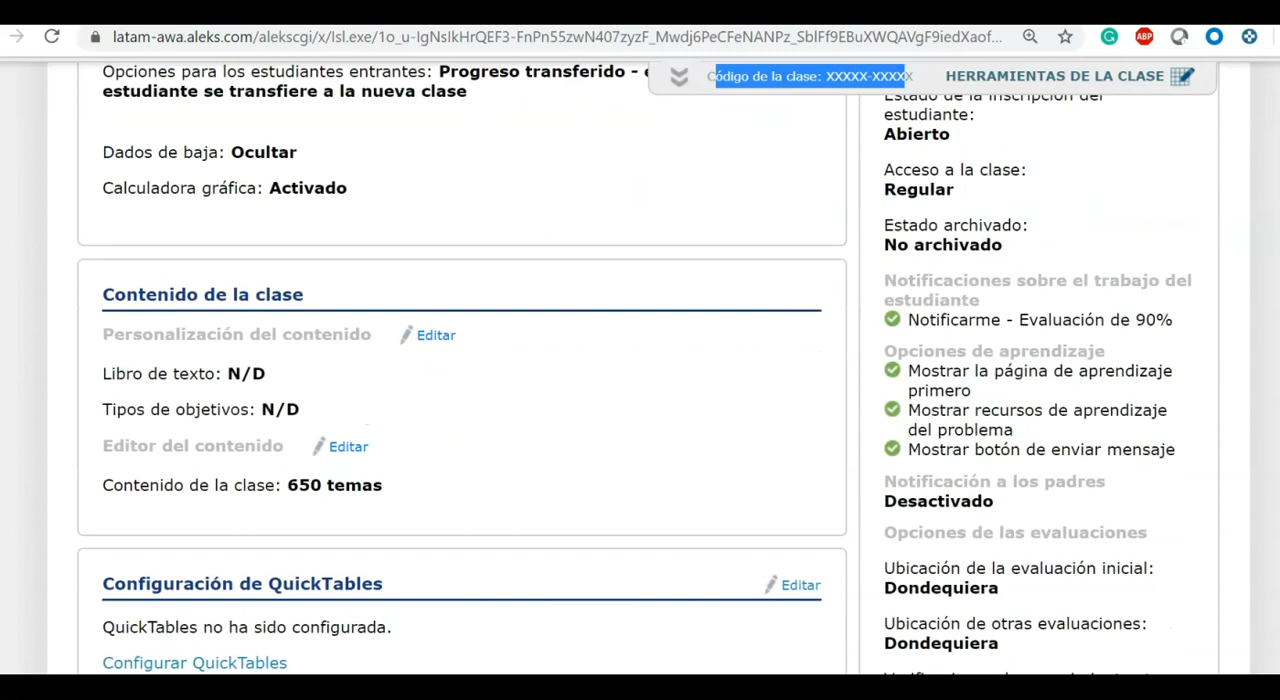 latam-awa.aleks.com/alekscgi/x/Isl.exe/1o_u-IgNsIkHrQEF3-FnPn55zwN407zyzF_Mwdj6PeCFeNANPz_SbIFf9EBuXWQAVgF9iedXaof...
ABP
Opciones para los estudiantes entrantes: Progreso transferido -
estudiante se transfiere a la nueva clase
Dados de baja: Ocultar
Calculadora gráfica: Activado
Contenido de la clase
Personalización del contenido Editar
Libro de texto: N/D
Tipos de objetivos: N/D
Editor del contenido Editar
Contenido de la clase: 650 temas
Configuración de QuickTables Editar
QuickTables no ha sido configurada.
Configurar QuickTables
Código de la clase: XXXXX-XXXXX HERRAMIENTAS DE LA CLASE
Estado de la inscripción del
estudiante:
Abierto
Acceso a la clase:
Regular
Estado archivado:
No archivado
Notificaciones sobre el trabajo del
estudiante
Notificarme - Evaluación de 90%
Opciones de aprendizaje
Mostrar la página de aprendizaje
primero
Mostrar recursos de aprendizaje
del problema
Mostrar botón de enviar mensaje
Notificación a los padres
Desactivado
Opciones de las evaluaciones
Ubicación de la evaluación inicial:
Dondequiera
Ubicación de otras evaluaciones:
Dondequiera